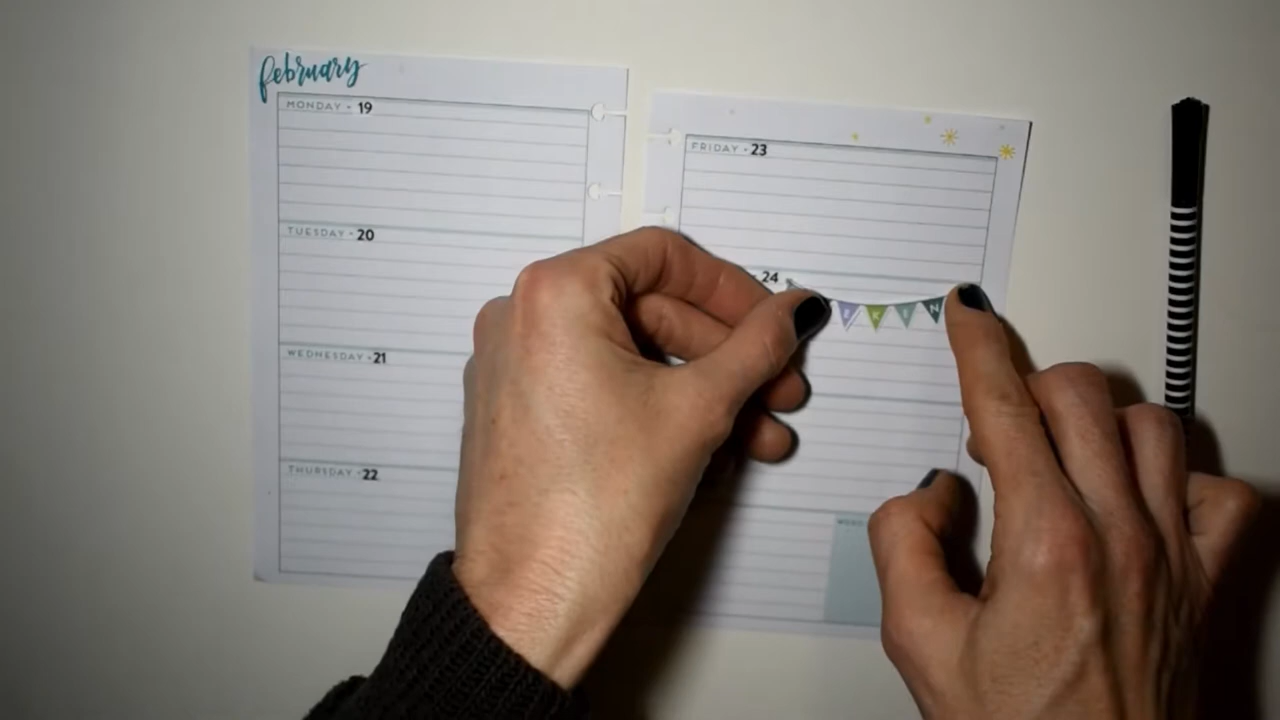 february
MONDAY - 19
TUESDAY - 20
WEDNESDAY - 21
THURSDAY - 22
FRIDAY - 23
- 24
E K E N